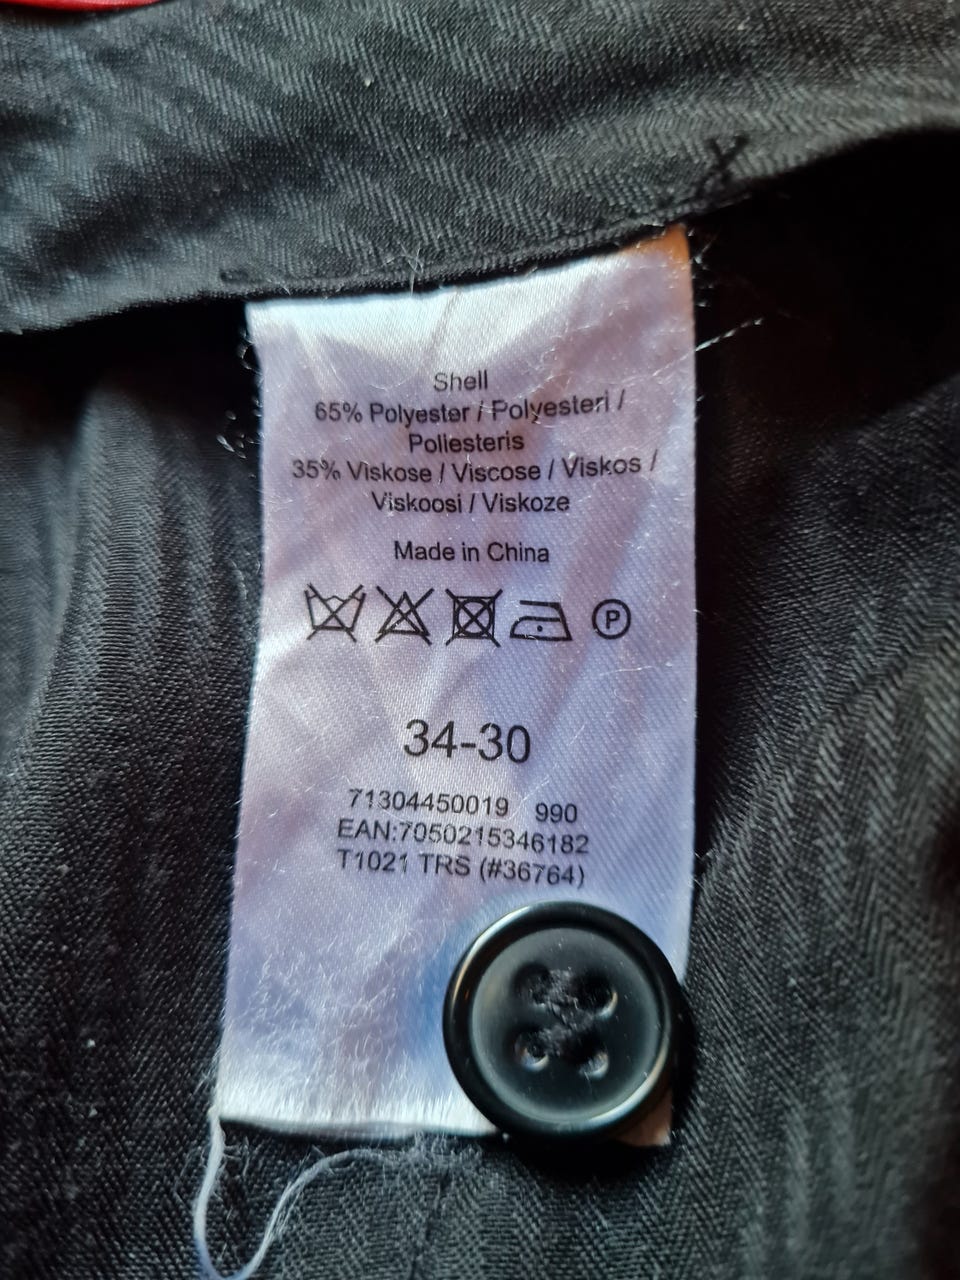 Shell
65% Polyester / Polyesteri /
Poliesteris
35% Viskose / Viscose / Viskos /
Viskoosi / Viskoze
Made in China
P
34-30
71304450019 990
EAN:7050215346182
T1021 TRS (#36764)